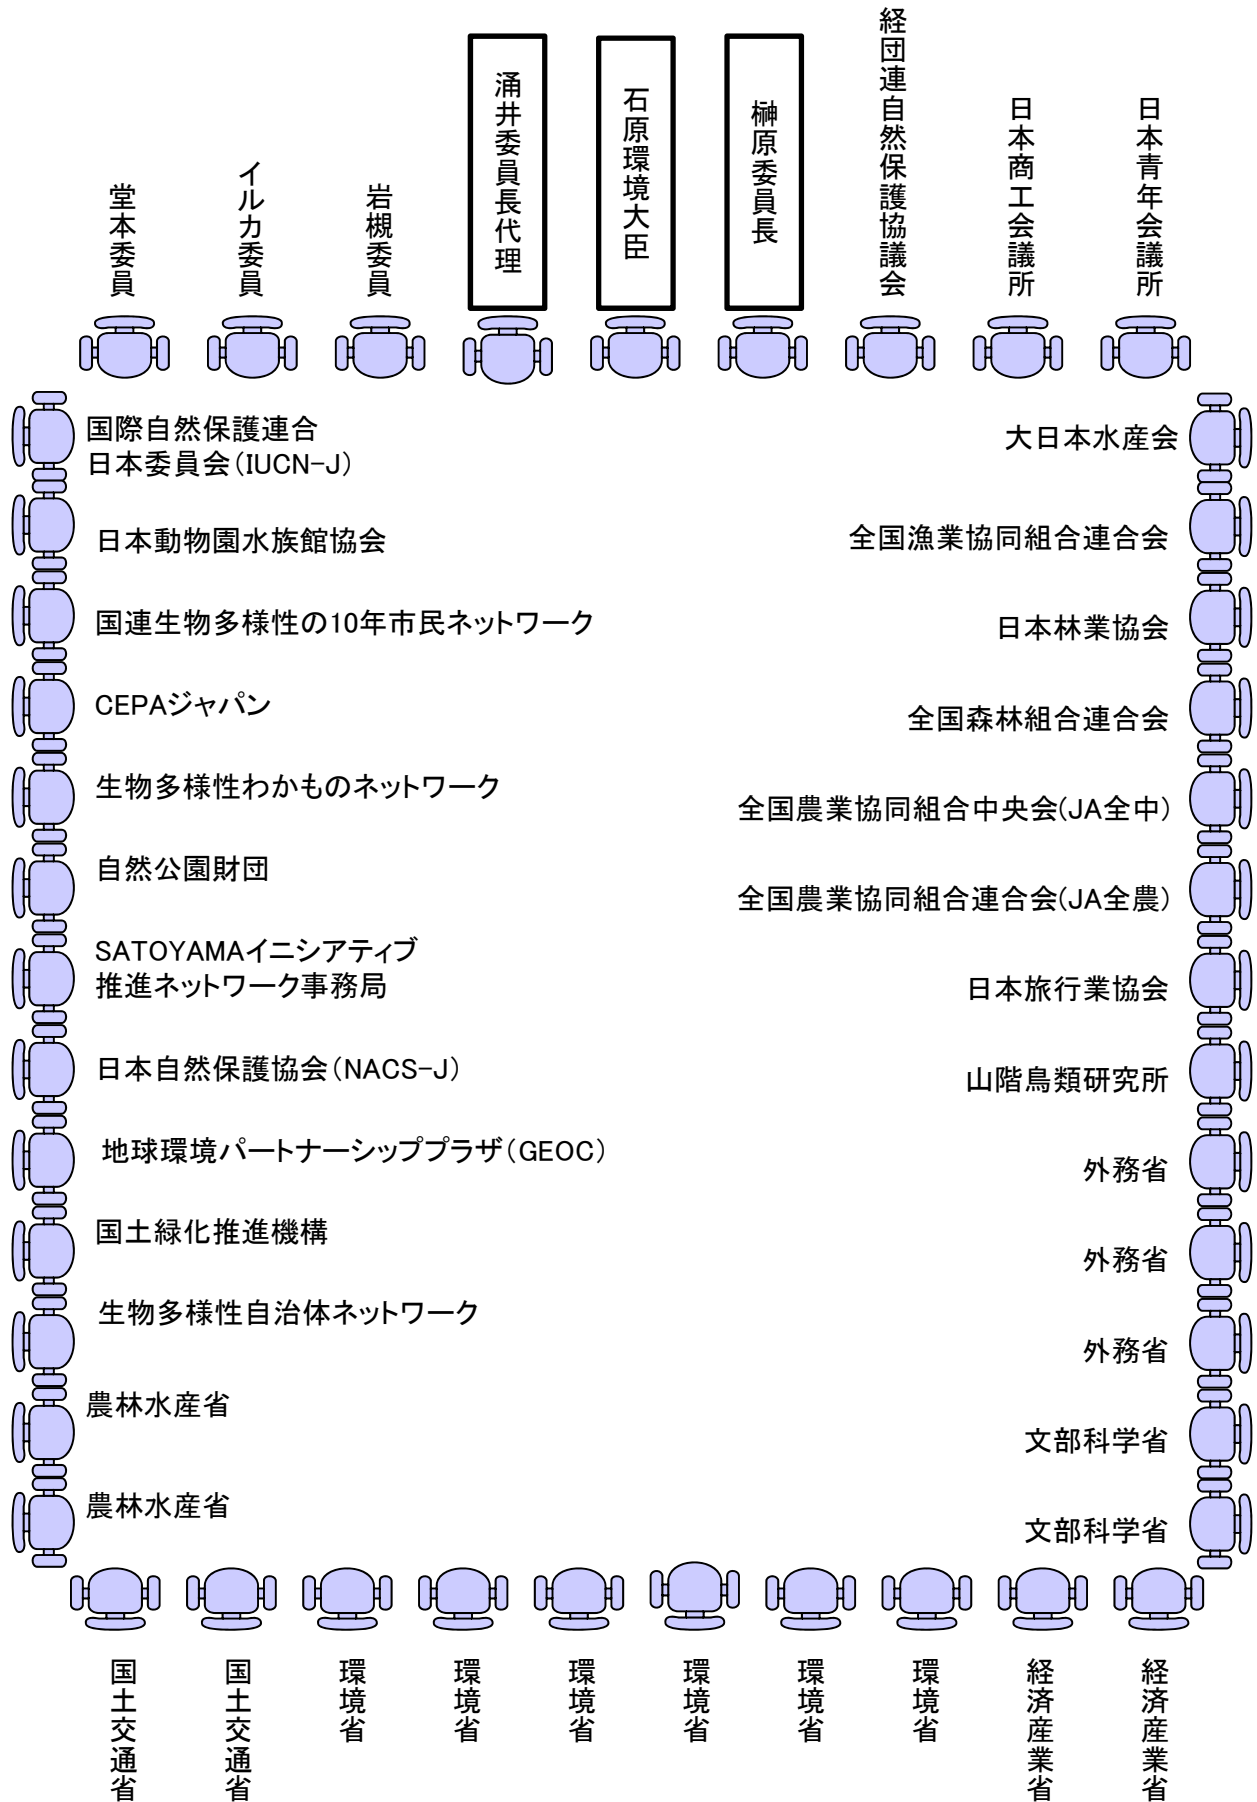 堂本委員
イルカ委員
岩槻委員
涌井委員長代理
石原環境大臣
榊原委員長
経団連自然保護協議会
日本商工会議所
日本青年会議所
国際自然保護連合
日本委員会(IUCN-J)
日本動物園水族館協会
国連生物多様性の10年市民ネットワーク
CEPAジャパン
生物多様性わかものネットワーク
自然公園財団
SATOYAMAイニシアティブ
推進ネットワーク事務局
日本自然保護協会(NACS-J)
地球環境パートナーシッププラザ(GEOC)
国土緑化推進機構
生物多様性自治体ネットワーク
農林水産省
農林水産省
大日本水産会
全国漁業協同組合連合会
日本林業協会
全国森林組合連合会
全国農業協同組合中央会(JA全中)
全国農業協同組合連合会(JA全農)
日本旅行業協会
山階鳥類研究所
外務省
外務省
外務省
文部科学省
文部科学省
国土交通省
国土交通省
環境省
環境省
環境省
環境省
環境省
環境省
経済産業省
経済産業省